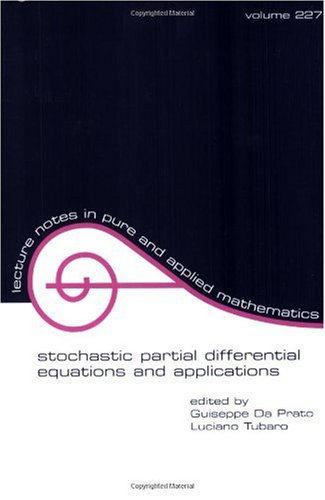 Copyrighted Material
volume 227
lecture notes in pure and applied mathematics
stochastic partial differential
equations and applications
edited by
Guiseppe Da Prato
Luciano Tubaro
Copyrighted Material